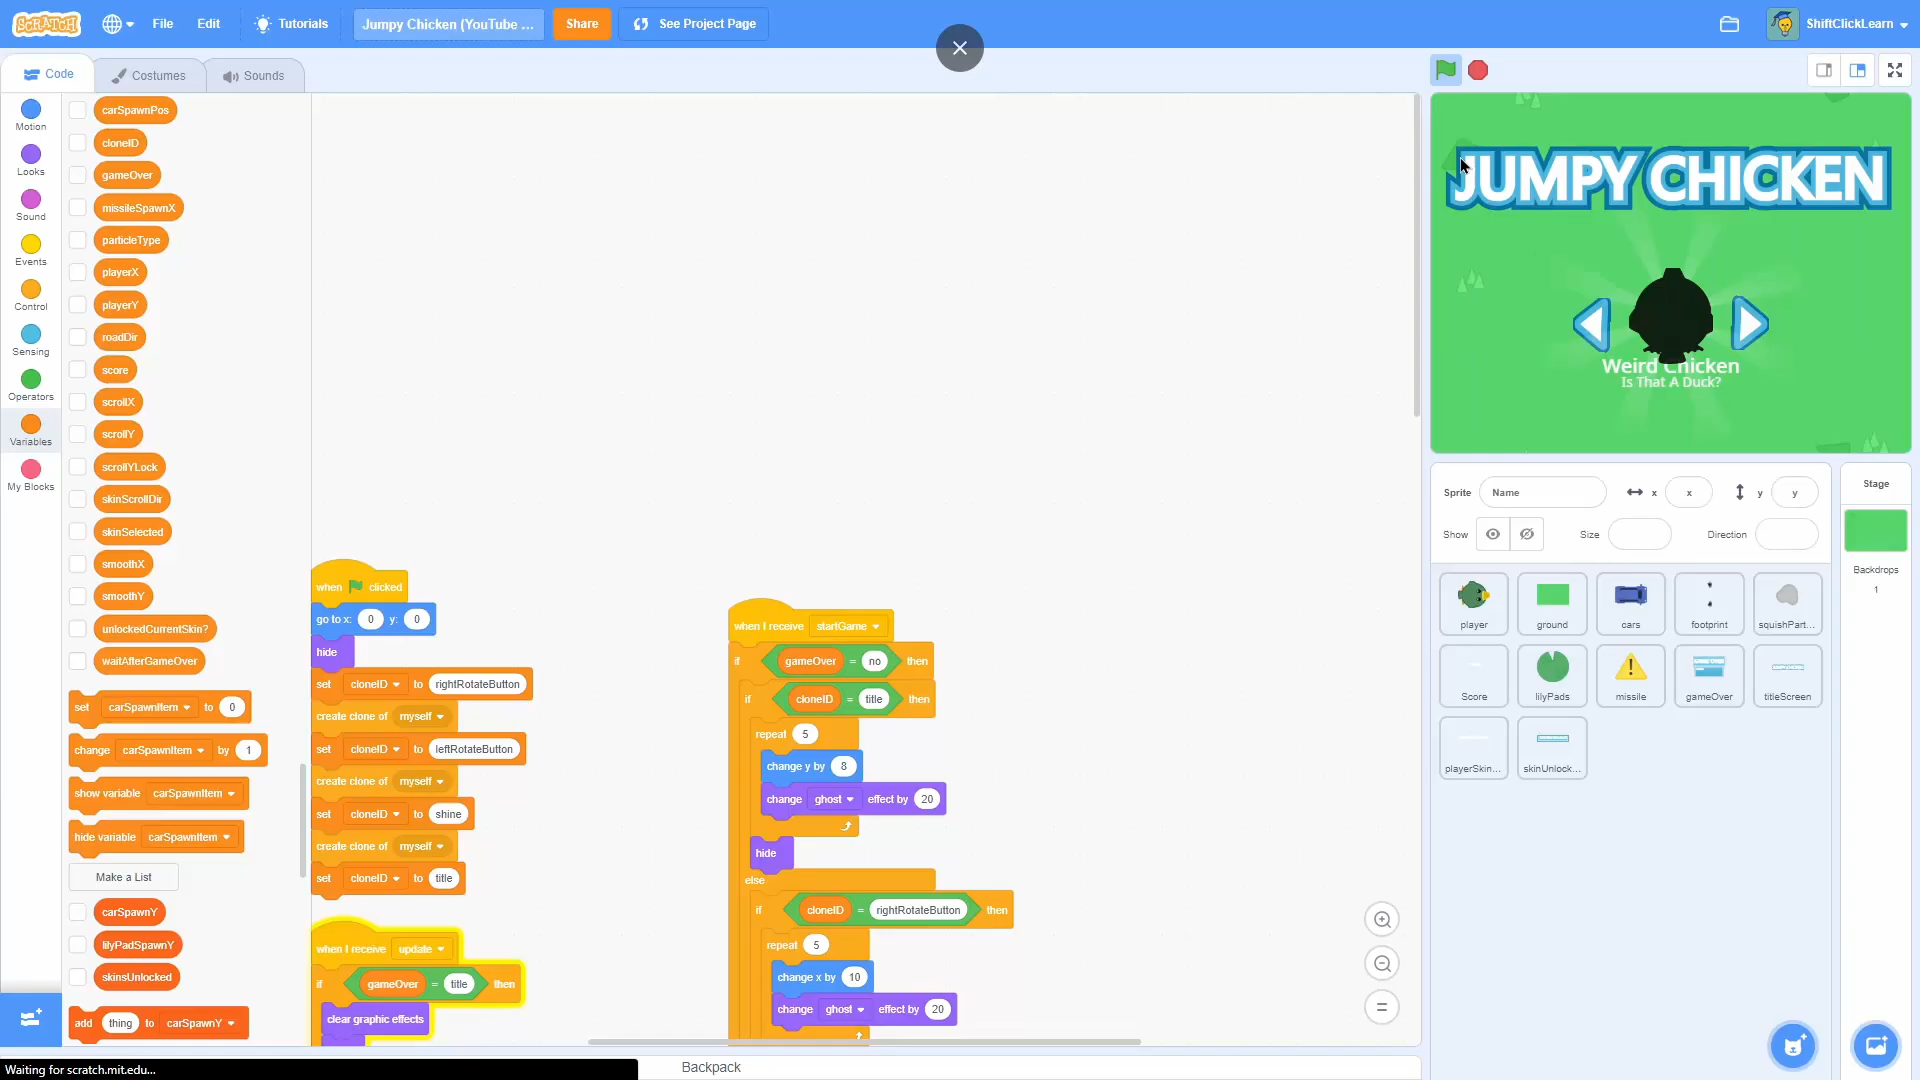 SCRATCH
File
Edit
Tutorials
Jumpy Chicken (YouTube ...
Share
See Project Page
ShiftClickLearn
Code
Costumes
Sounds
Motion
Looks
Sound
Events
Control
Sensing
Operators
Variables
My Blocks
carSpawnPos
cloneID
gameOver
missileSpawnX
particleType
playerX
playerY
roadDir
score
scrollX
scrollY
scrollYLock
skinScrollDir
skinSelected
smoothX
smoothY
unlockedCurrentSkin?
waitAfterGameOver
set carSpawnItem to 0
change carSpawnItem by 1
show variable carSpawnItem
hide variable carSpawnItem
Make a List
carSpawnY
lilyPadSpawnY
skinsUnlocked
add thing to carSpawnY
when clicked
go to x: 0 y: 0
hide
set cloneID to rightRotateButton
create clone of myself
set cloneID to leftRotateButton
create clone of myself
set cloneID to shine
create clone of myself
set cloneID to title
when I receive update
if gameOver = title then
clear graphic effects
when I receive startGame
if gameOver = no then
if cloneID = title then
repeat 5
change y by 8
change ghost effect by 20
hide
else
if cloneID = rightRotateButton then
repeat 5
change x by 10
change ghost effect by 20
JUMPY CHICKEN
Weird Chicken
Is That A Duck?
Sprite Name x x y y
Show Size Direction
player
ground
cars
footprint
squishPart...
Score
lilyPads
missile
gameOver
titleScreen
playerSkin...
skinUnlock...
Stage
Backdrops
1
Backpack
Waiting for scratch.mit.edu...